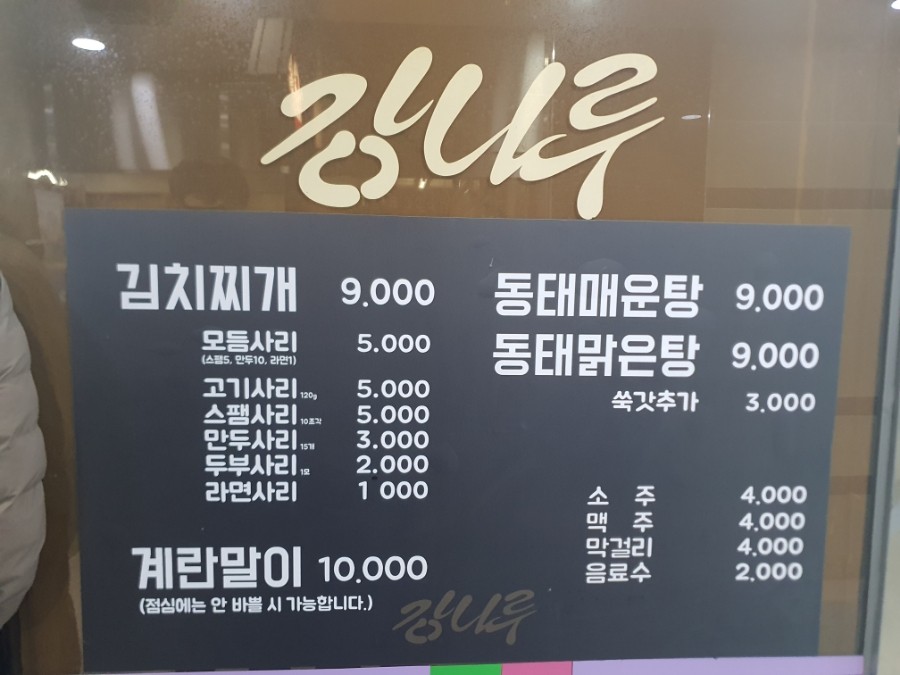 강나루
김치찌개 9.000
모듬사리 5.000
(스팸5, 만두10, 라면1)
고기사리 120g 5.000
스팸사리 10조각 5.000
만두사리 15개 3.000
두부사리 1모 2.000
라면사리 1 000
계란말이 10.000
(점심에는 안 바쁠 시 가능합니다.)
동태매운탕 9.000
동태맑은탕 9.000
쑥갓추가 3.000
소 주 4.000
맥 주 4.000
막걸리 4.000
음료수 2.000
강나루